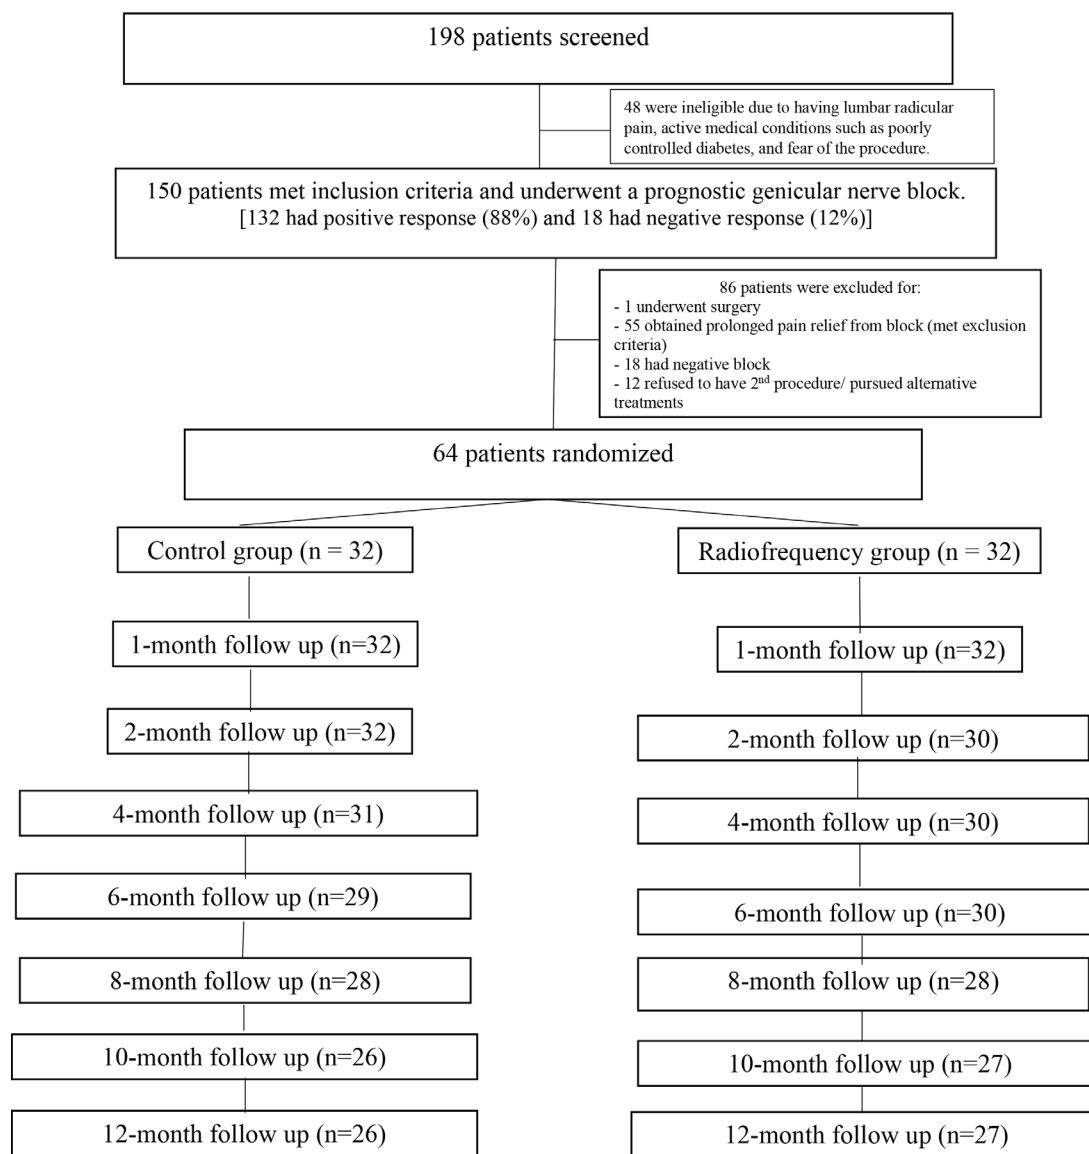 198 patients screened
48 were ineligible due to having lumbar radicular
pain, active medical conditions such as poorly
controlled diabetes, and fear of the procedure.
150 patients met inclusion criteria and underwent a prognostic genicular nerve block.
[132 had positive response (88%) and 18 had negative response (12%)]
86 patients were excluded for:
- 1 underwent surgery
- 55 obtained prolonged pain relief from block (met exclusion
criteria)
- 18 had negative block
- 12 refused to have 2nd procedure/ pursued alternative
treatments
64 patients randomized
Control group (n = 32)
1-month follow up (n=32)
2-month follow up (n=32)
4-month follow up (n=31)
6-month follow up (n=29)
8-month follow up (n=28)
10-month follow up (n=26)
12-month follow up (n=26)
Radiofrequency group (n = 32)
1-month follow up (n=32)
2-month follow up (n=30)
4-month follow up (n=30)
6-month follow up (n=30)
8-month follow up (n=28)
10-month follow up (n=27)
12-month follow up (n=27)